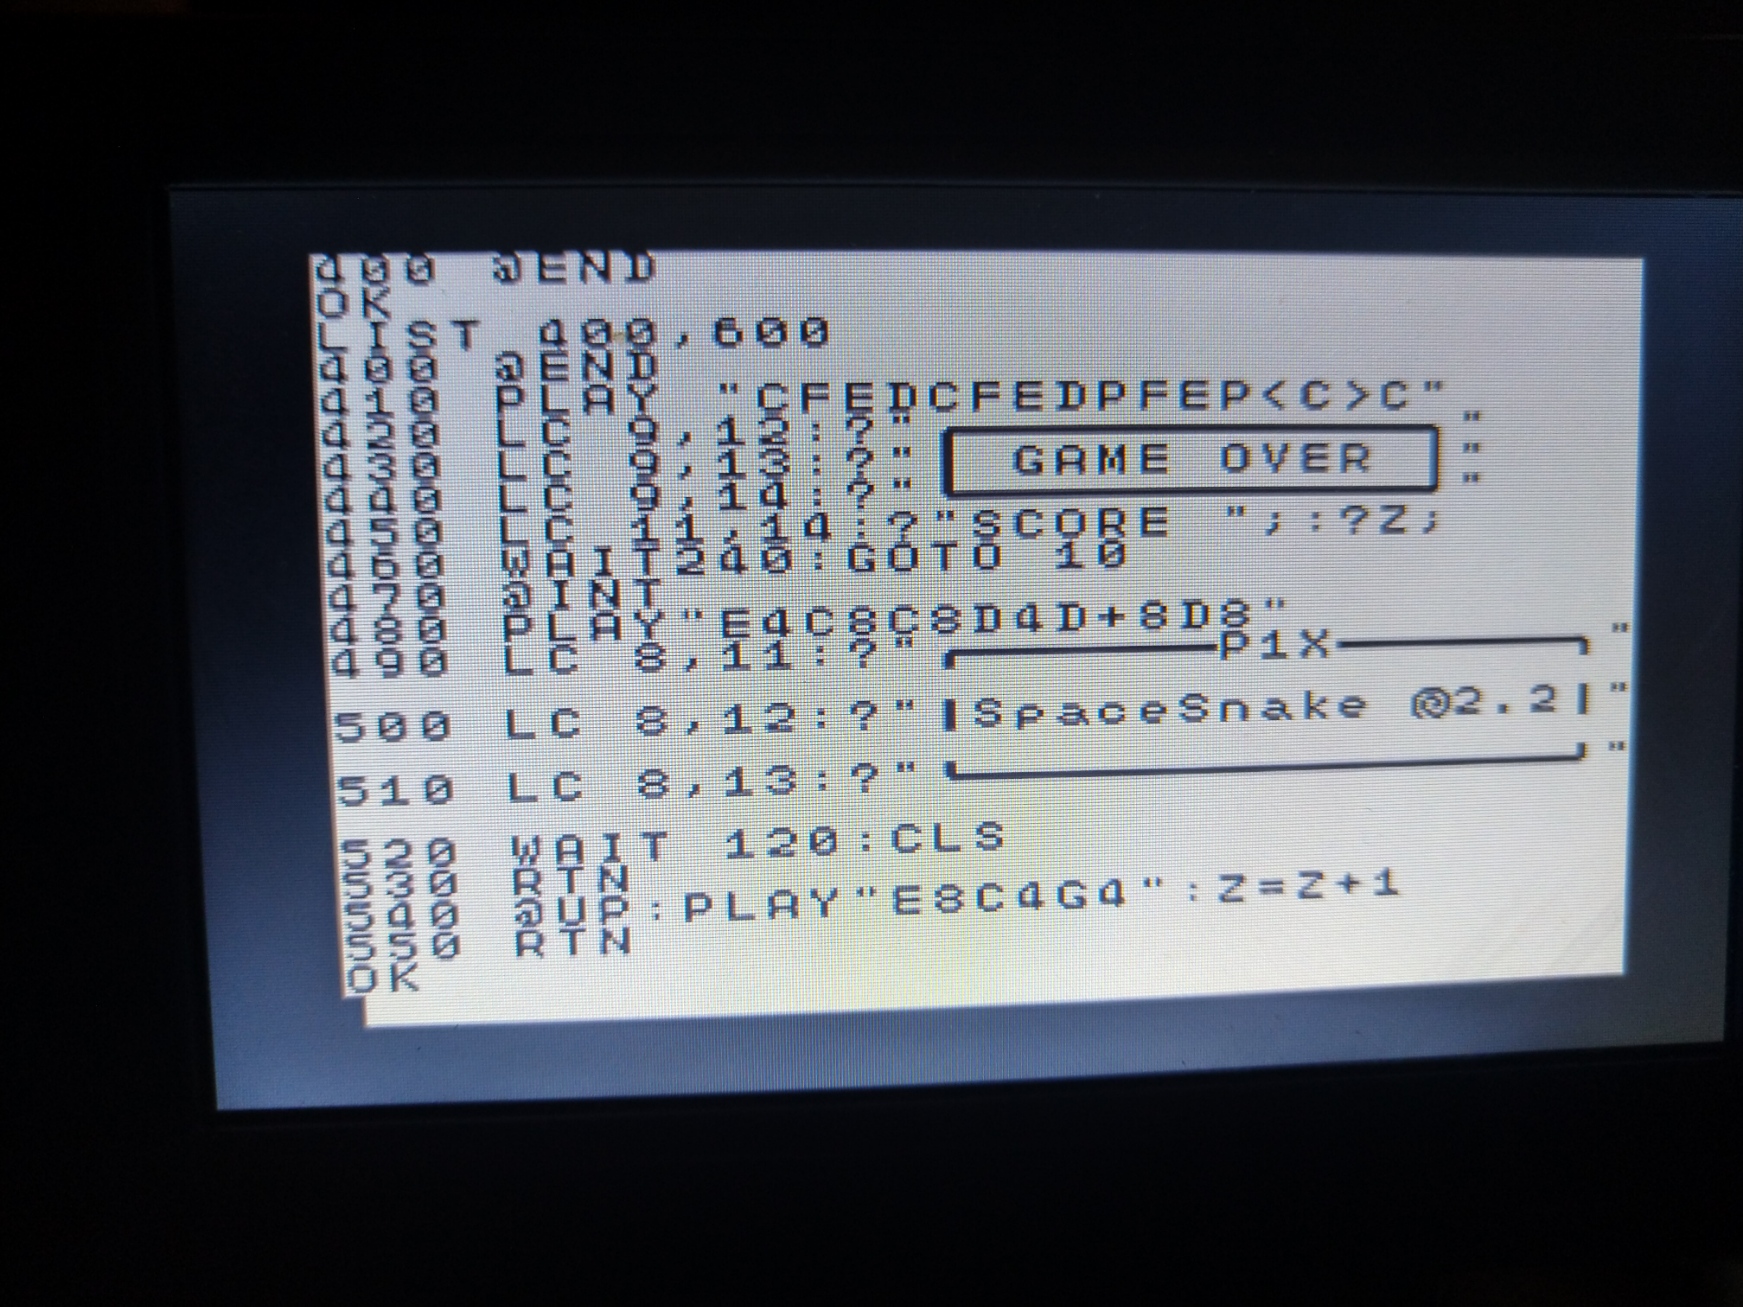 400 @END
OK
LIST 400,600
400 @END
410 PLAY "CFEDCFEDPFEP<C>C"
420 LC 9,12:?" "
430 LC 9,13:?" GAME OVER "
440 LC 9,14:?" "
450 LC 11,14:?"SCORE ";:?Z;
460 WAIT240:GOTO 10
470 @INT
480 PLAY"E4C8C8D4D+8D8"
490 LC 8,11:?"┌────P1X────┐"
500 LC 8,12:?"|SpaceSnake @2.2|"
510 LC 8,13:?"└───────────┘"
520 WAIT 120:CLS
530 RTN
540 @UP:PLAY"E8C4G4":Z=Z+1
550 RTN
OK